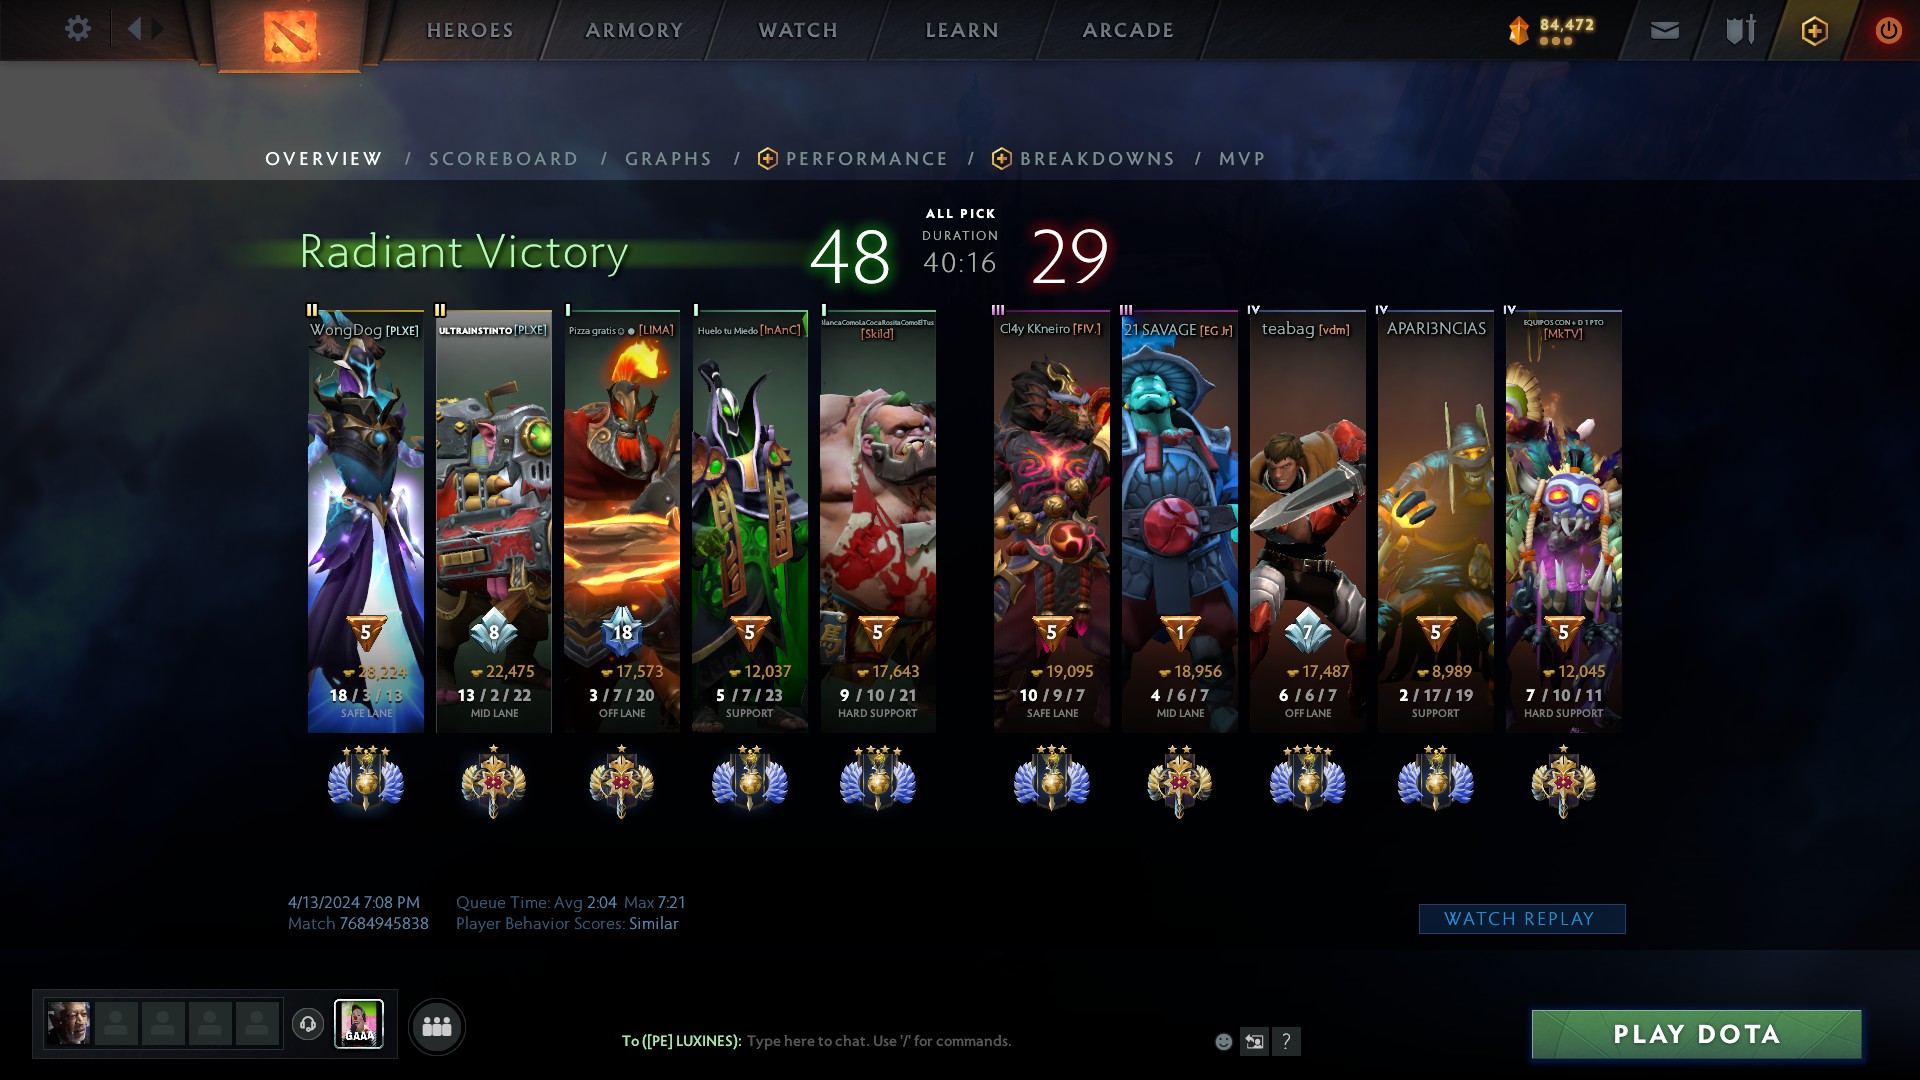 HEROES ARMORY WATCH LEARN ARCADE 84,472
OVERVIEW / SCOREBOARD / GRAPHS / PERFORMANCE / BREAKDOWNS / MVP
Radiant Victory
48
ALL PICK
DURATION
40:16
29
II II I I I III III IV IV IV
WongDog [PLXE]
ULTRAINSTINTO [PLXE]
Pizza gratis☺ ☻ [LIMA]
Huelo tu Miedo [InAnC]
BlancaComoLaCocaRositaComoElTus
[Skild]
Cl4y KKneiro [FIV.]
21 SAVAGE [EG Jr]
teabag [vdm]
APARI3NCIAS
EQUIPOS CON + D 1 PTO
[MkTV]
5 8 18 5 5 5 1 7 5 5
28,224 22,475 17,573 12,037 17,643 19,095 18,956 17,487 8,989 12,045
18 / 3 / 13 13 / 2 / 22 3 / 7 / 20 5 / 7 / 23 9 / 10 / 21 10 / 9 / 7 4 / 6 / 7 6 / 6 / 7 2 / 17 / 19 7 / 10 / 11
SAFE LANE MID LANE OFF LANE SUPPORT HARD SUPPORT SAFE LANE MID LANE OFF LANE SUPPORT HARD SUPPORT
4/13/2024 7:08 PM Queue Time: Avg 2:04 Max 7:21
Match 7684945838 Player Behavior Scores: Similar
WATCH REPLAY
GAAA
To ([PE] LUXINES): Type here to chat. Use '/' for commands.
?
PLAY DOTA